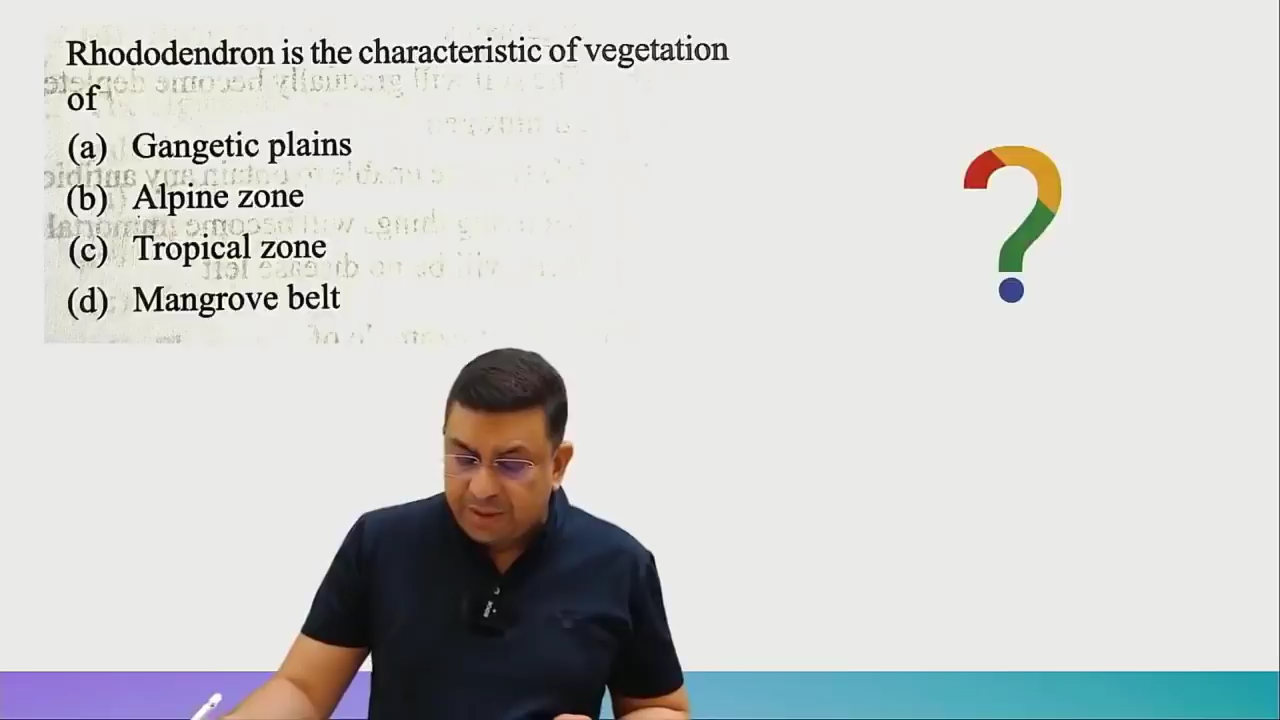 Rhododendron is the characteristic of vegetation
of
(a) Gangetic plains
(b) Alpine zone
(c) Tropical zone
(d) Mangrove belt
?